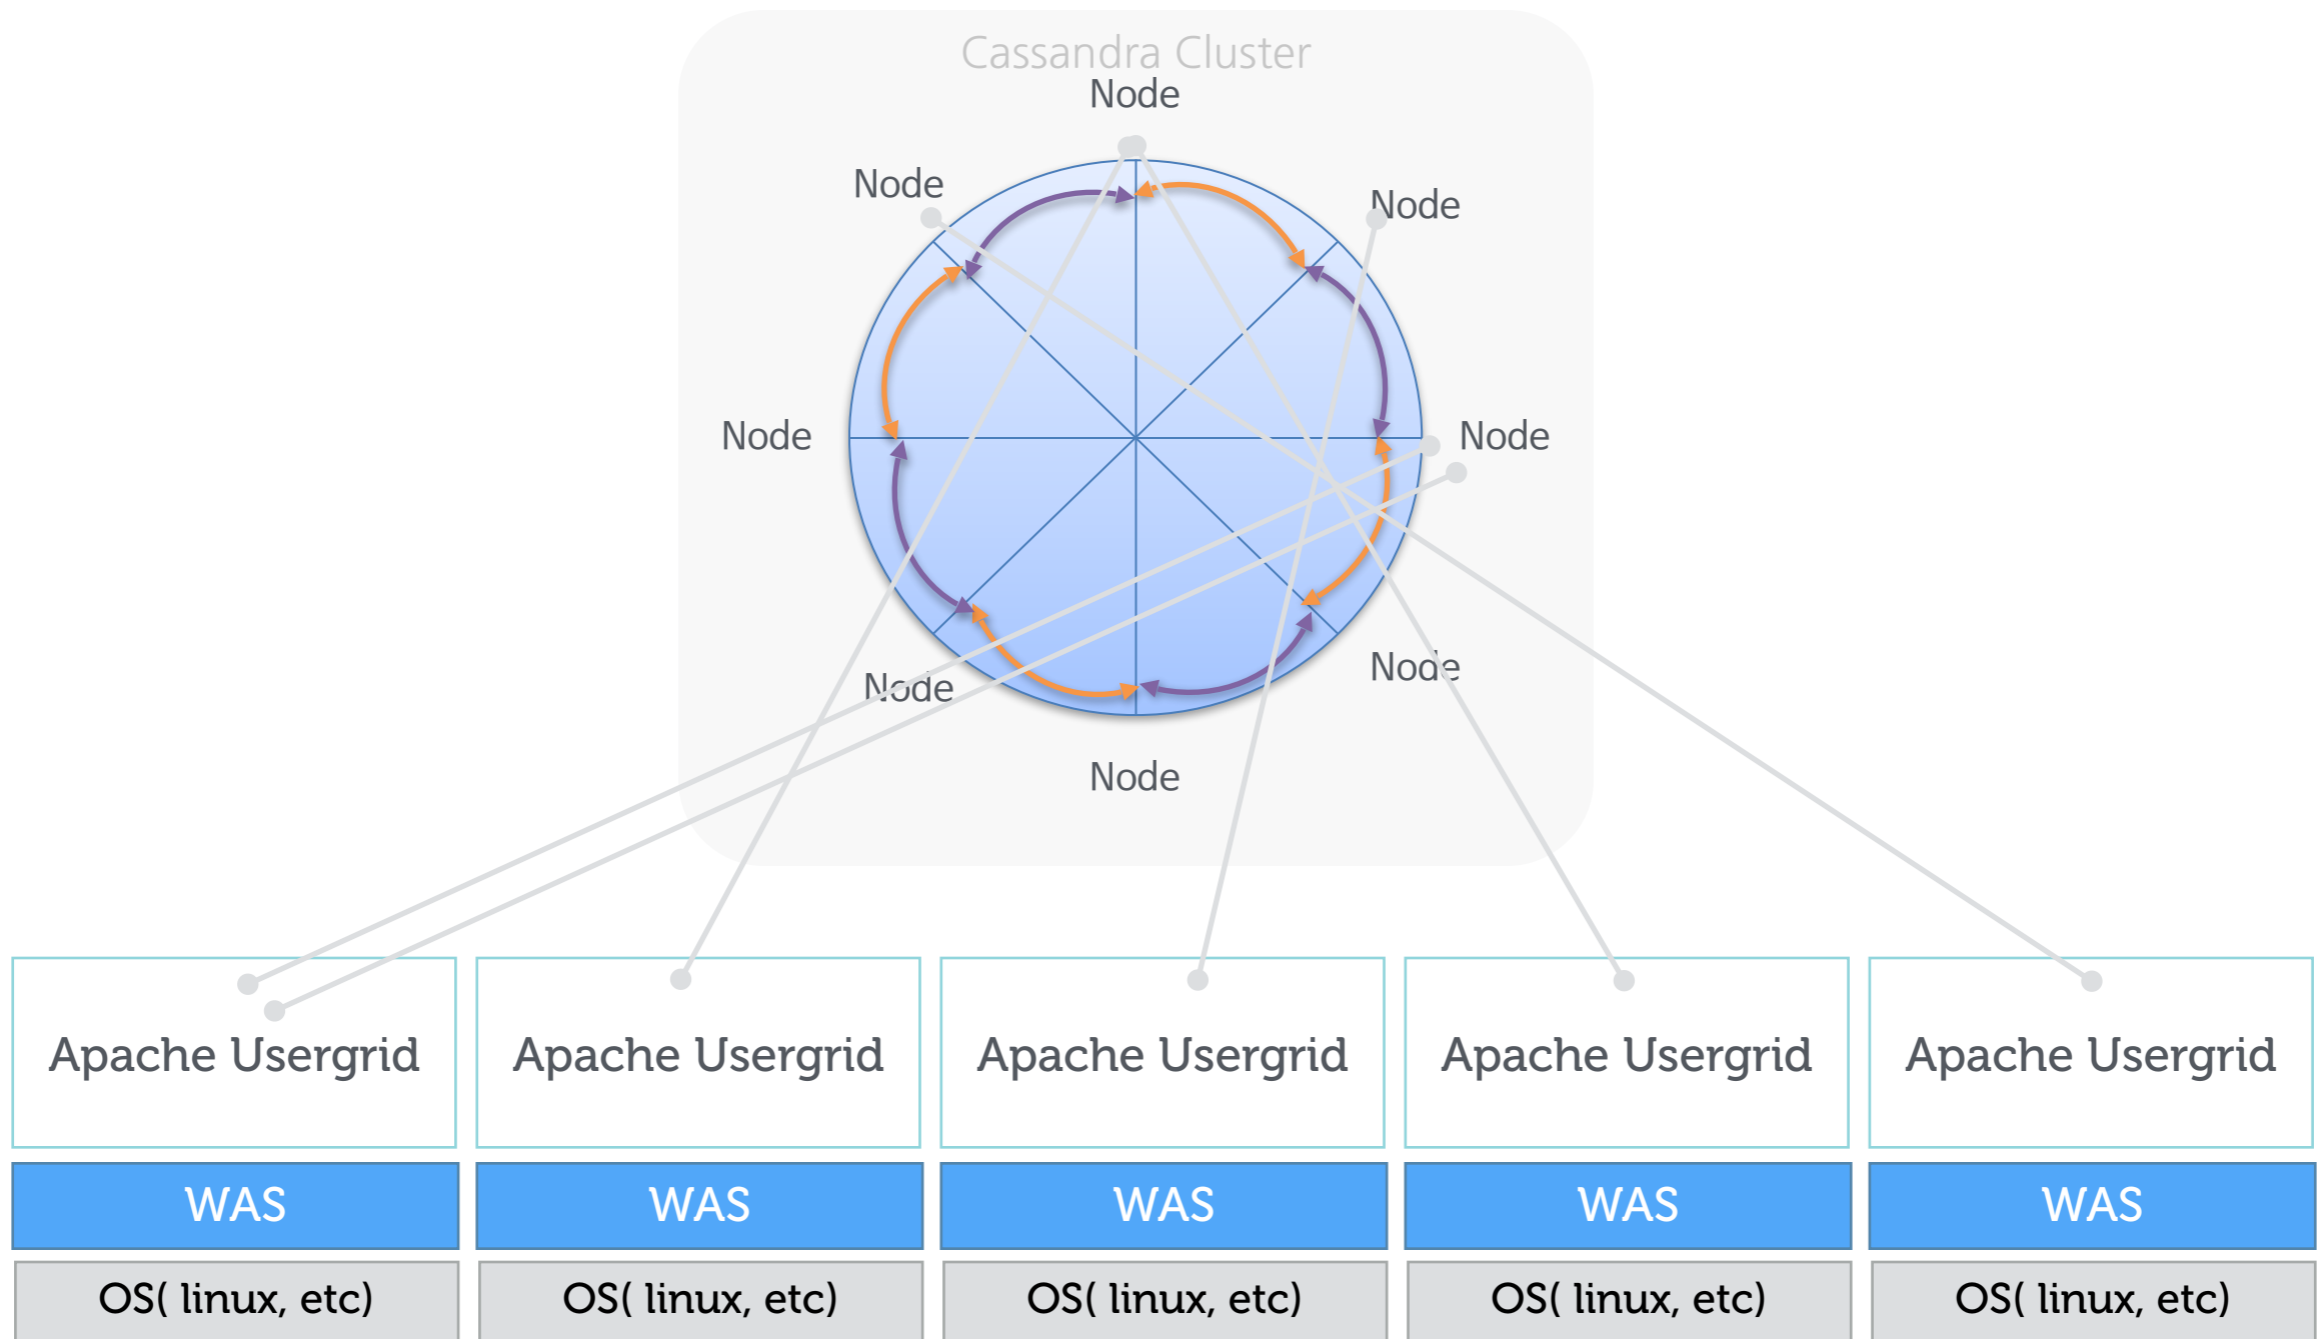 Cassandra Cluster
Node
Node
Node
Node
Node
Node
Node
Node
Apache Usergrid
Apache Usergrid
Apache Usergrid
Apache Usergrid
Apache Usergrid
WAS
WAS
WAS
WAS
WAS
OS( linux, etc)
OS( linux, etc)
OS( linux, etc)
OS( linux, etc)
OS( linux, etc)